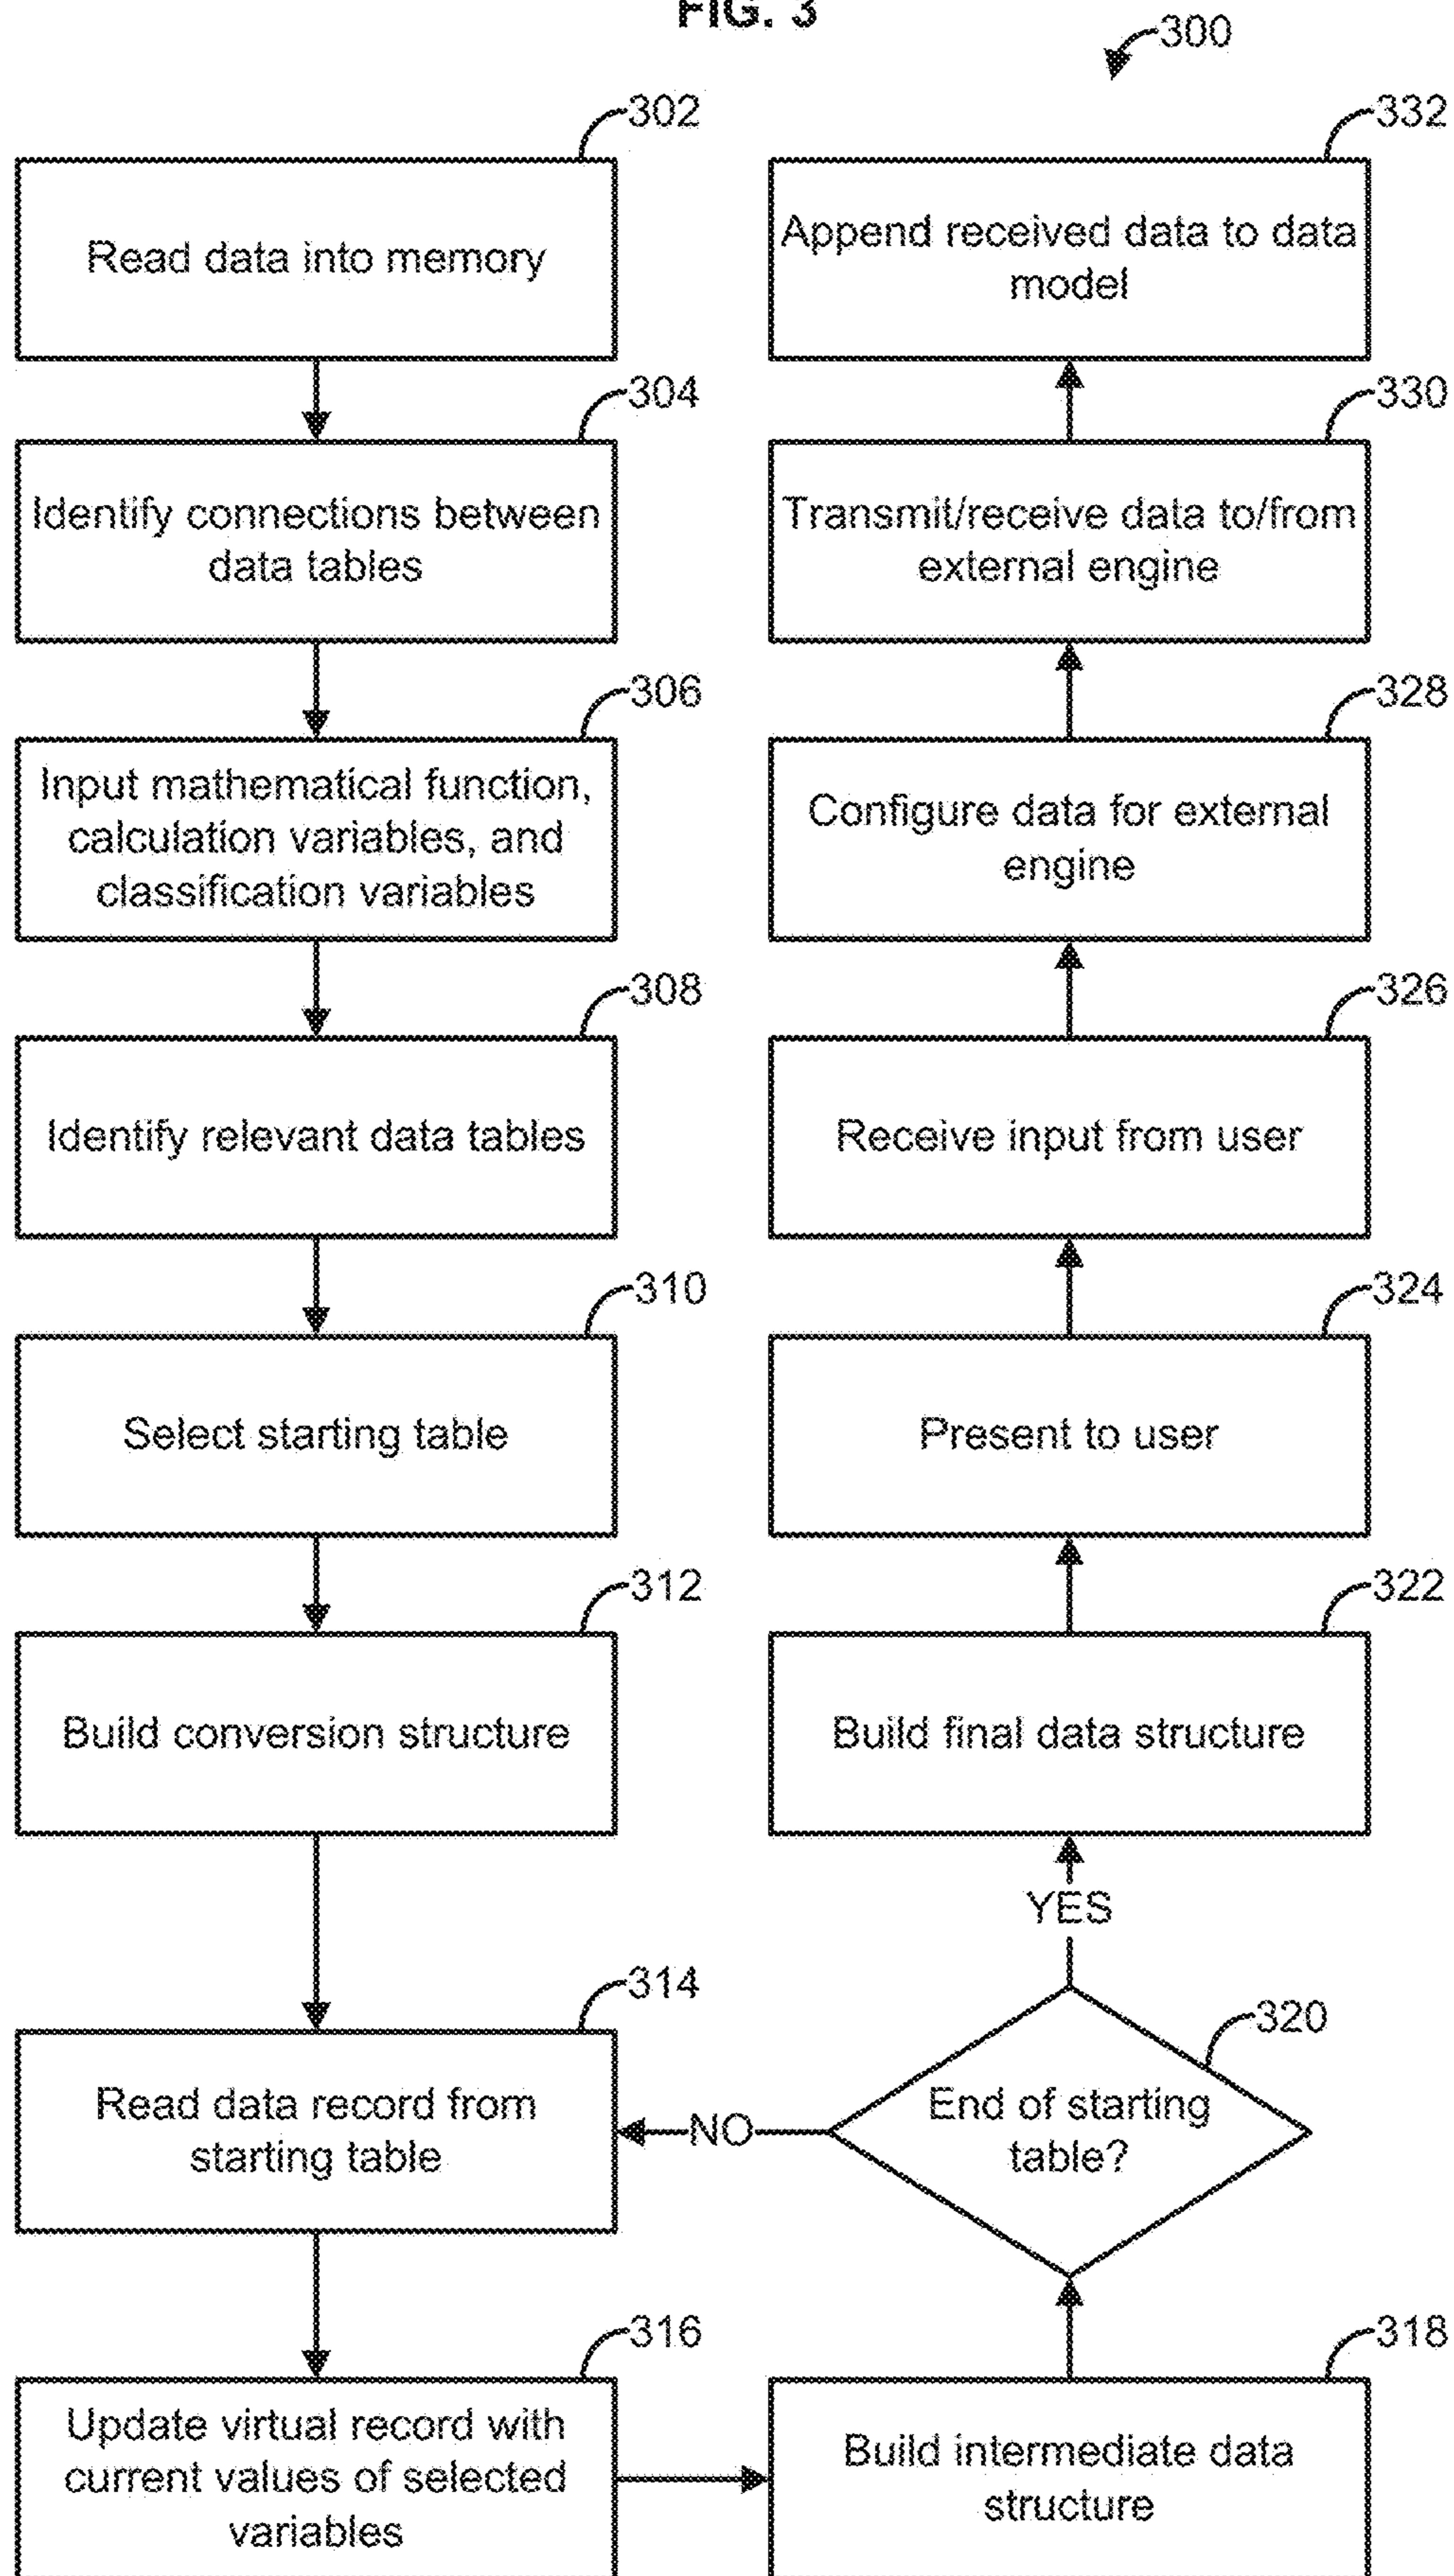 FIG. 3
300
302
Read data into memory
304
Identify connections between
data tables
306
Input mathematical function,
calculation variables, and
classification variables
308
Identify relevant data tables
310
Select starting table
312
Build conversion structure
314
Read data record from
starting table
316
Update virtual record with
current values of selected
variables
318
Build intermediate data
structure
320
End of starting
table?
NO
YES
322
Build final data structure
324
Present to user
326
Receive input from user
328
Configure data for external
engine
330
Transmit/receive data to/from
external engine
332
Append received data to data
model